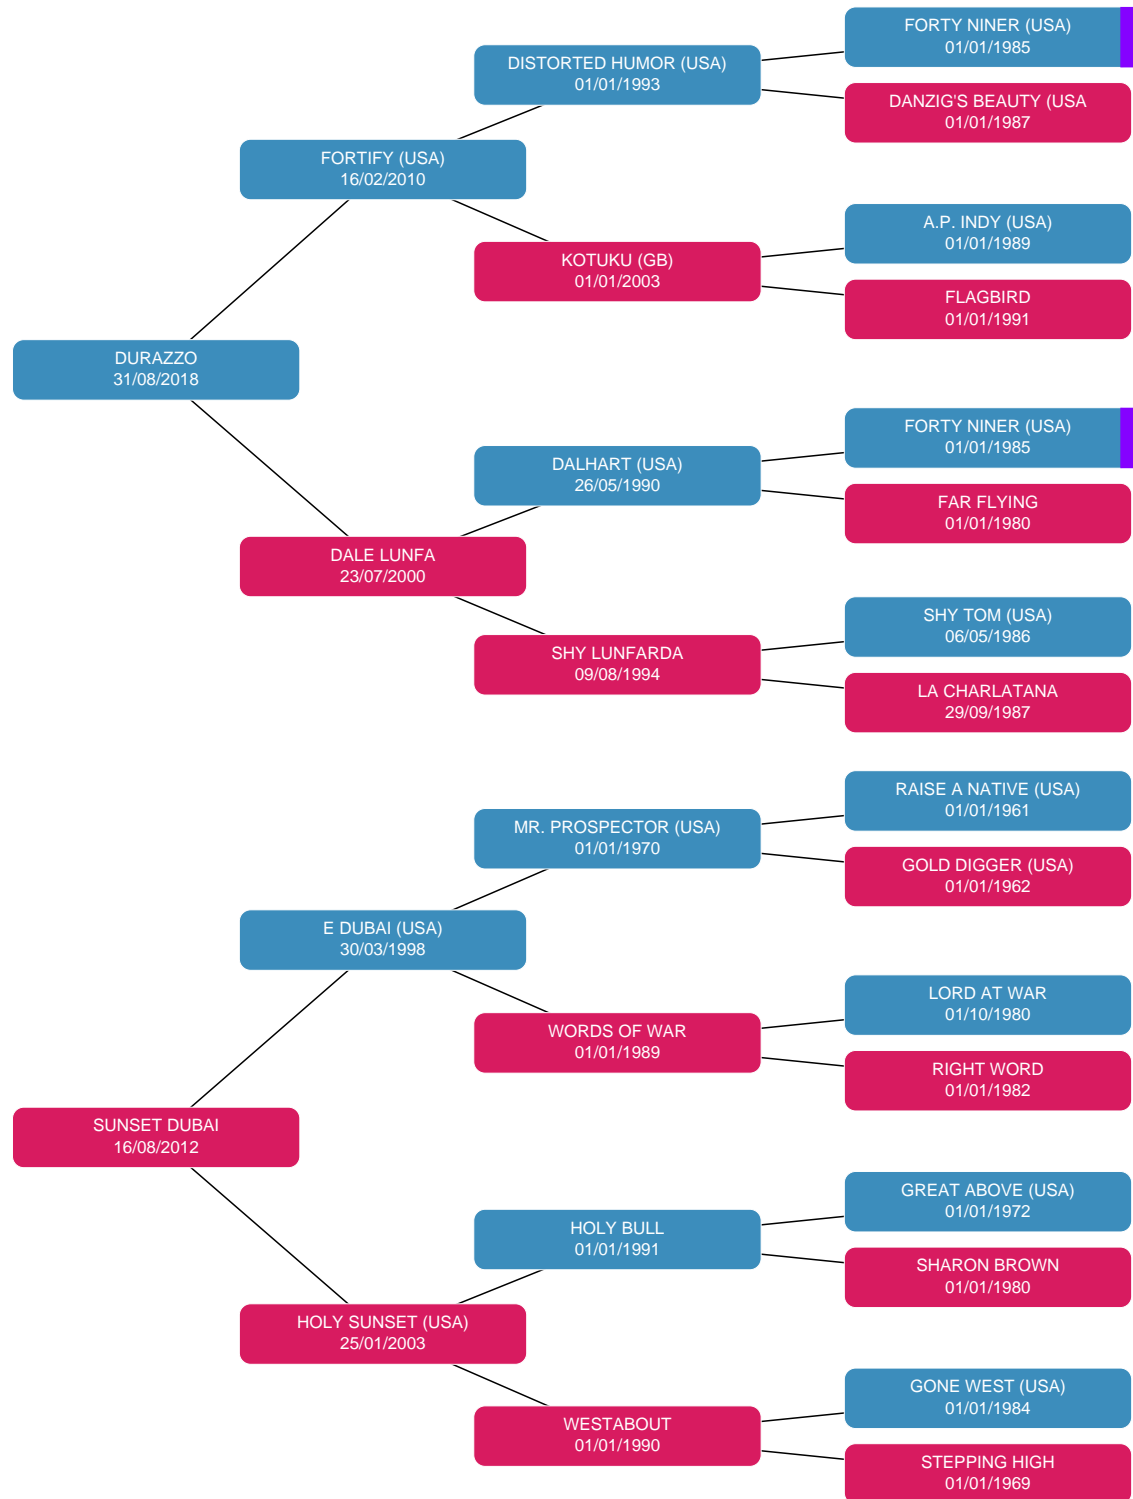 FORTY NINER (USA)
01/01/1985
DISTORTED HUMOR (USA)
01/01/1993
DANZIG'S BEAUTY (USA
01/01/1987
FORTIFY (USA)
16/02/2010
A.P. INDY (USA)
01/01/1989
KOTUKU (GB)
01/01/2003
FLAGBIRD
01/01/1991
DURAZZO
31/08/2018
FORTY NINER (USA)
01/01/1985
DALHART (USA)
26/05/1990
FAR FLYING
01/01/1980
DALE LUNFA
23/07/2000
SHY TOM (USA)
06/05/1986
SHY LUNFARDA
09/08/1994
LA CHARLATANA
29/09/1987
RAISE A NATIVE (USA)
01/01/1961
MR. PROSPECTOR (USA)
01/01/1970
GOLD DIGGER (USA)
01/01/1962
E DUBAI (USA)
30/03/1998
LORD AT WAR
01/10/1980
WORDS OF WAR
01/01/1989
RIGHT WORD
01/01/1982
SUNSET DUBAI
16/08/2012
GREAT ABOVE (USA)
01/01/1972
HOLY BULL
01/01/1991
SHARON BROWN
01/01/1980
HOLY SUNSET (USA)
25/01/2003
GONE WEST (USA)
01/01/1984
WESTABOUT
01/01/1990
STEPPING HIGH
01/01/1969